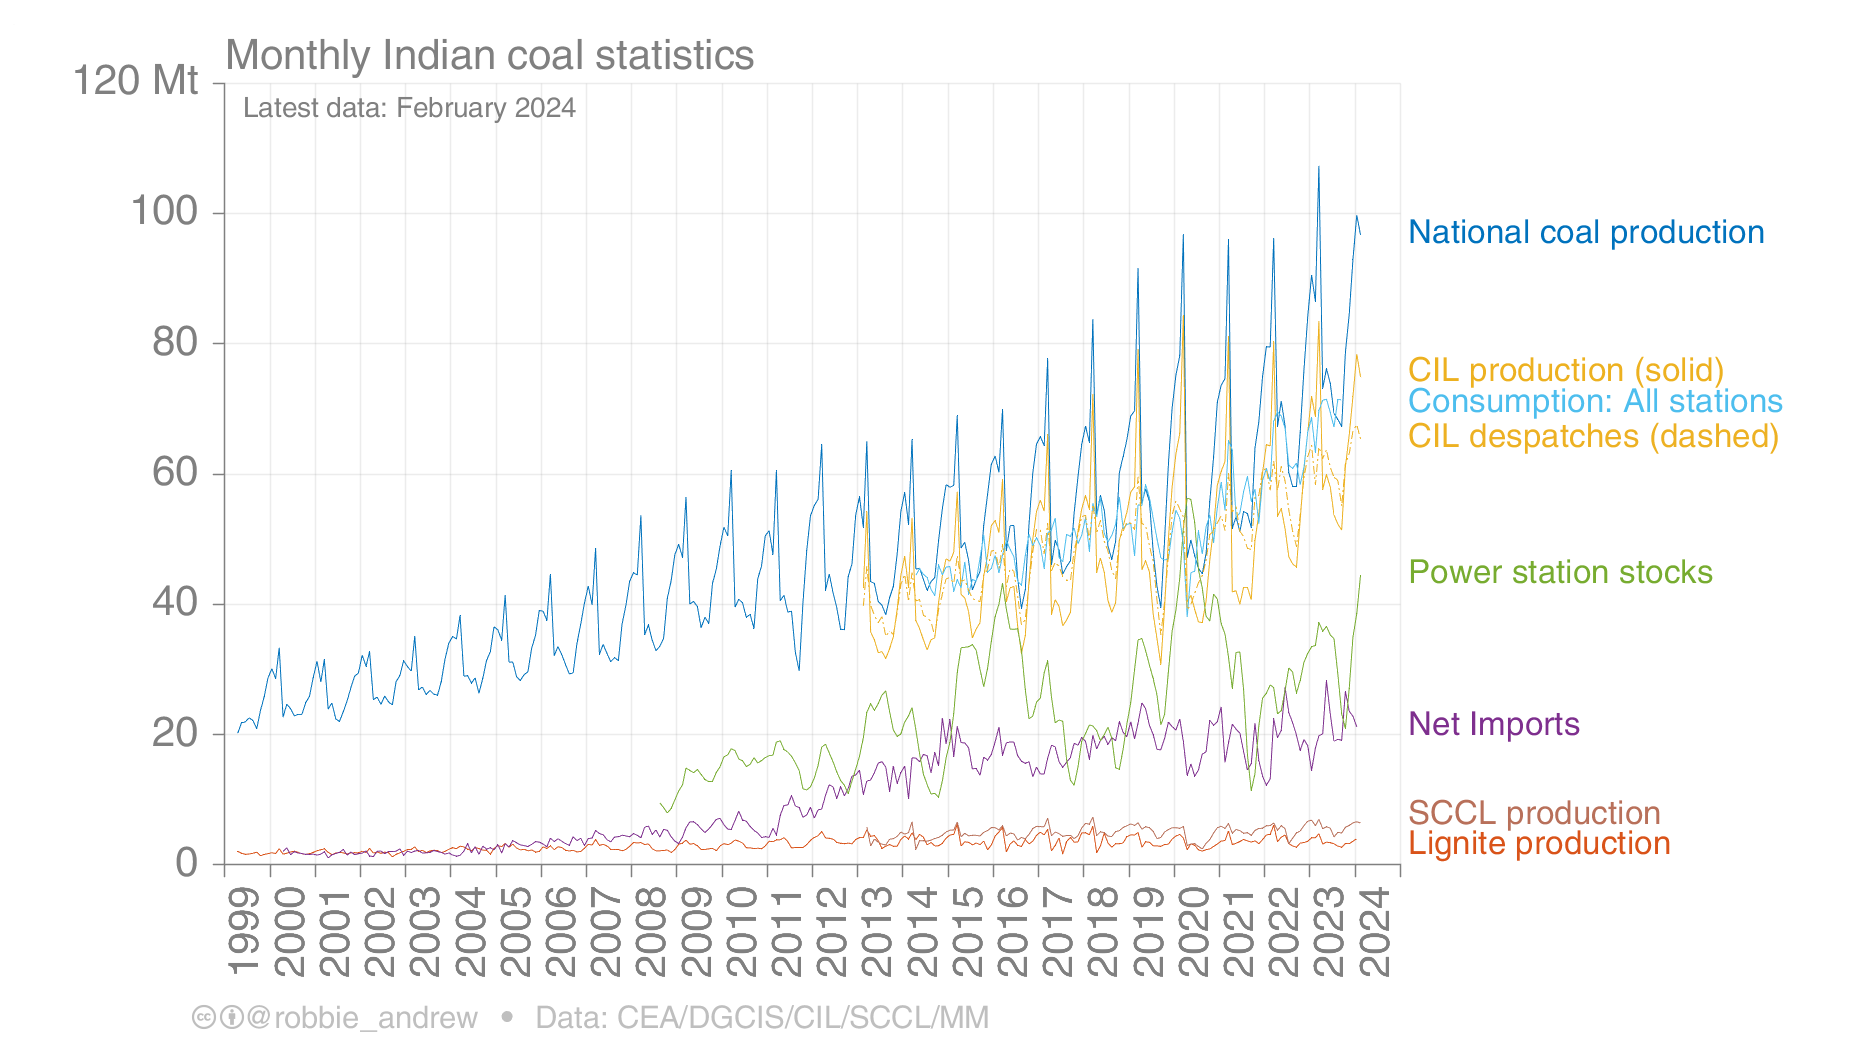 Monthly Indian coal statistics
120 Mt
Latest data: February 2024
100
80
60
40
20
0
National coal production
CIL production (solid)
Consumption: All stations
CIL despatches (dashed)
Power station stocks
Net Imports
SCCL production
Lignite production
1999
2000
2001
2002
2003
2004
2005
2006
2007
2008
2009
2010
2011
2012
2013
2014
2015
2016
2017
2018
2019
2020
2021
2022
2023
2024
@robbie_andrew • Data: CEA/DGCIS/CIL/SCCL/MM